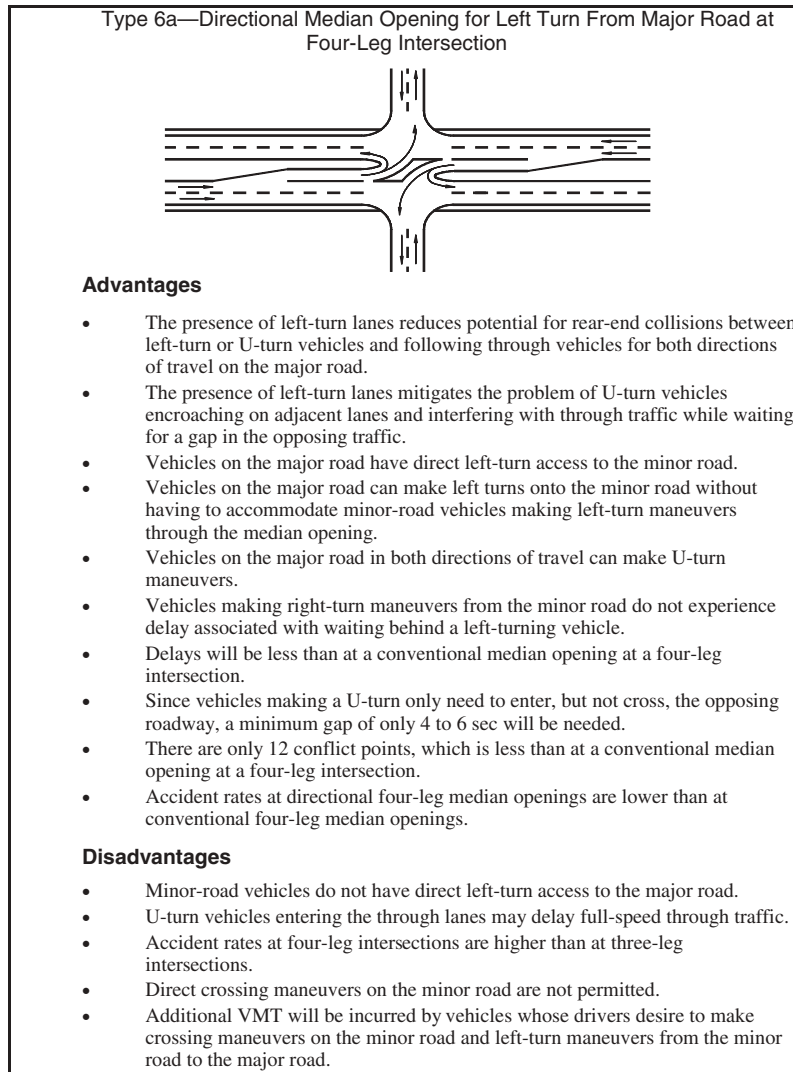 Type 6a—Directional Median Opening for Left Turn From Major Road at
Four-Leg Intersection
Advantages
• The presence of left-turn lanes reduces potential for rear-end collisions between
left-turn or U-turn vehicles and following through vehicles for both directions
of travel on the major road.
• The presence of left-turn lanes mitigates the problem of U-turn vehicles
encroaching on adjacent lanes and interfering with through traffic while waiting
for a gap in the opposing traffic.
• Vehicles on the major road have direct left-turn access to the minor road.
• Vehicles on the major road can make left turns onto the minor road without
having to accommodate minor-road vehicles making left-turn maneuvers
through the median opening.
• Vehicles on the major road in both directions of travel can make U-turn
maneuvers.
• Vehicles making right-turn maneuvers from the minor road do not experience
delay associated with waiting behind a left-turning vehicle.
• Delays will be less than at a conventional median opening at a four-leg
intersection.
• Since vehicles making a U-turn only need to enter, but not cross, the opposing
roadway, a minimum gap of only 4 to 6 sec will be needed.
• There are only 12 conflict points, which is less than at a conventional median
opening at a four-leg intersection.
• Accident rates at directional four-leg median openings are lower than at
conventional four-leg median openings.
Disadvantages
• Minor-road vehicles do not have direct left-turn access to the major road.
• U-turn vehicles entering the through lanes may delay full-speed through traffic.
• Accident rates at four-leg intersections are higher than at three-leg
intersections.
• Direct crossing maneuvers on the minor road are not permitted.
• Additional VMT will be incurred by vehicles whose drivers desire to make
crossing maneuvers on the minor road and left-turn maneuvers from the minor
road to the major road.